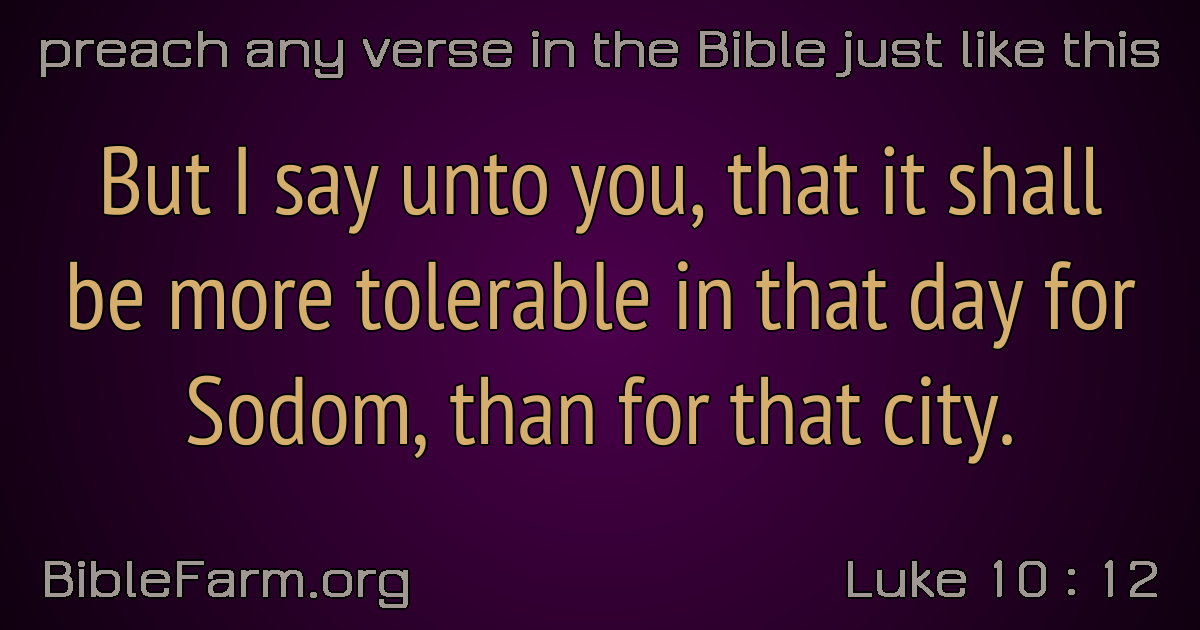 preach any verse in the Bible just like this
But I say unto you, that it shall
be more tolerable in that day for
Sodom, than for that city.
BibleFarm.org
Luke 10 : 12